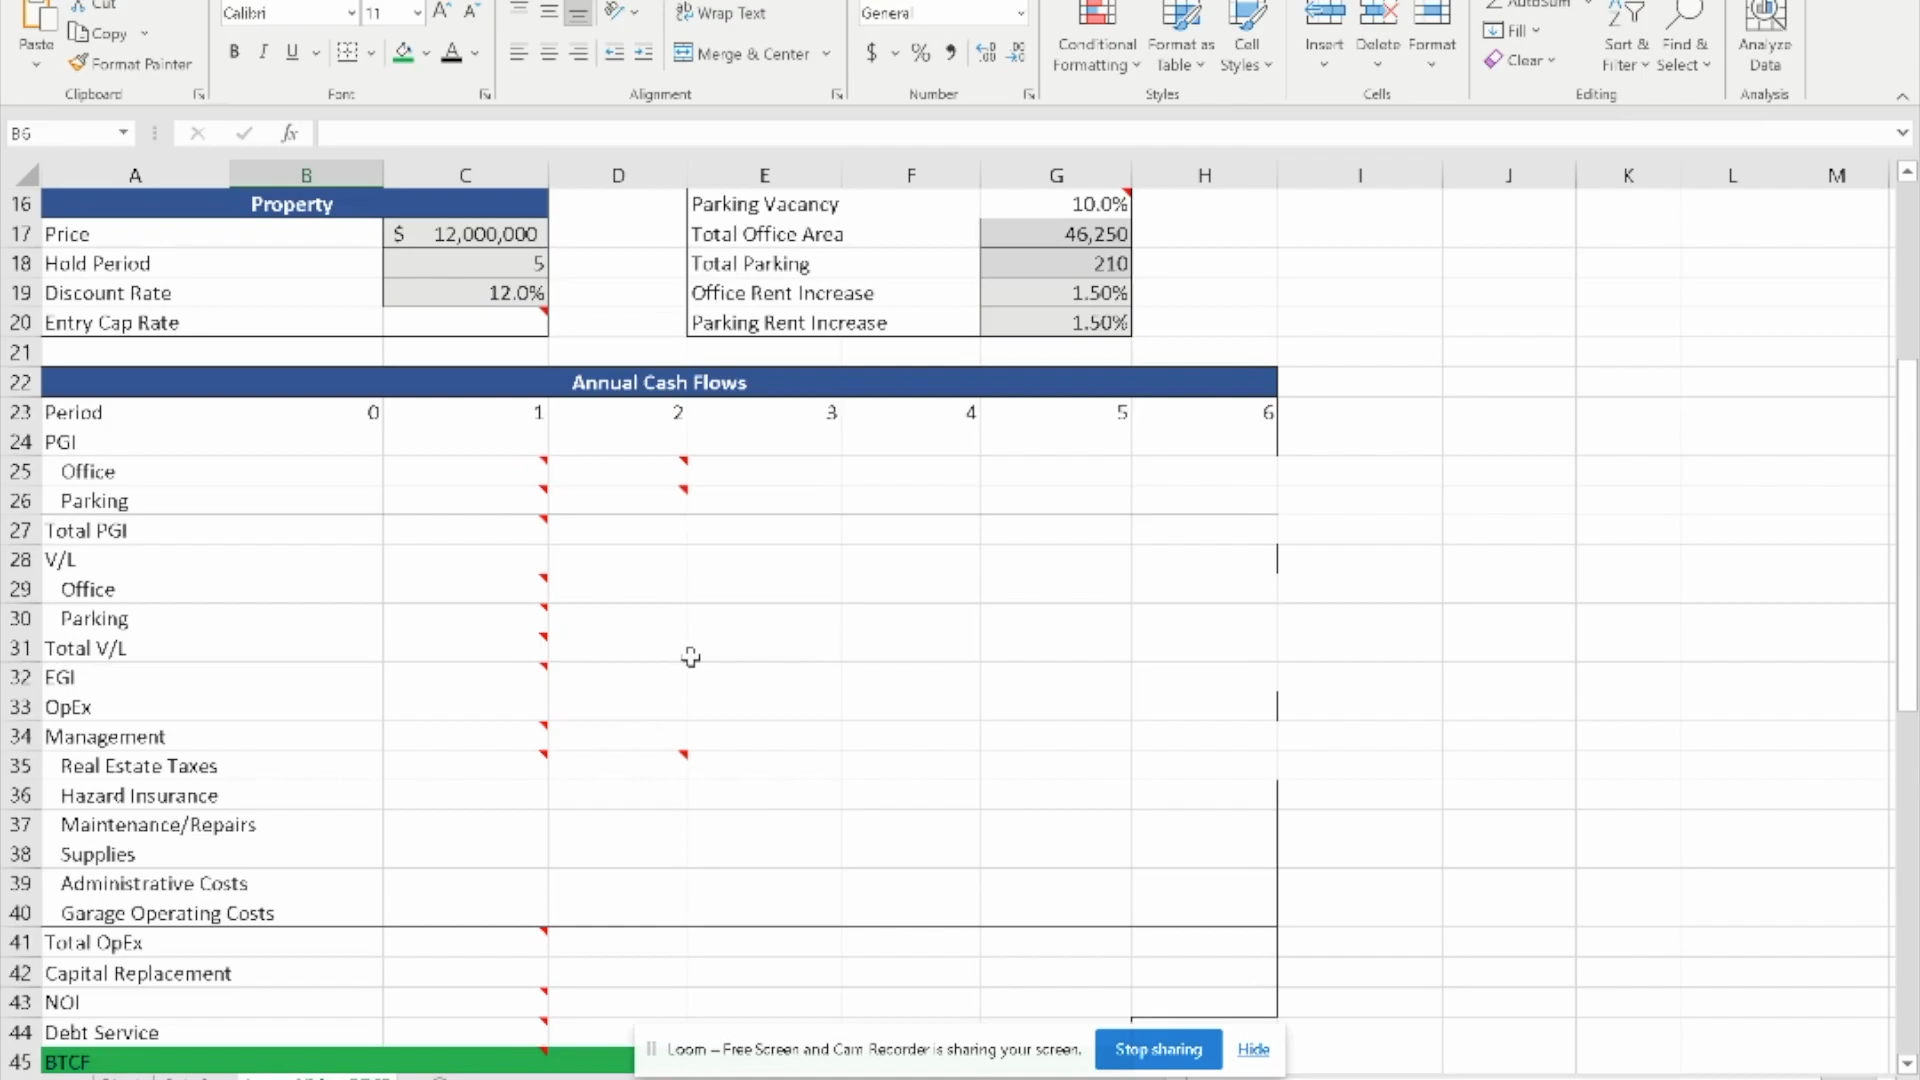 Cut
AutoSum
Calibri 11 A A
Wrap Text
General
Paste
Copy
Format Painter
B I U A
Merge & Center
$ % 9
Conditional Formatting
Format as Table
Cell Styles
Insert
Delete
Format
Fill
Clear
Sort & Filter
Find & Select
Analyze Data
Clipboard
Font
Alignment
Number
Styles
Cells
Editing
Analysis
B6 fx
A B C D E F G H I J K L M
16 Property Parking Vacancy 10.0%
17 Price $ 12,000,000 Total Office Area 46,250
18 Hold Period 5 Total Parking 210
19 Discount Rate 12.0% Office Rent Increase 1.50%
20 Entry Cap Rate Parking Rent Increase 1.50%
21
22 Annual Cash Flows
23 Period 0 1 2 3 4 5 6
24 PGI
25 Office
26 Parking
27 Total PGI
28 V/L
29 Office
30 Parking
31 Total V/L
32 EGI
33 OpEx
34 Management
35 Real Estate Taxes
36 Hazard Insurance
37 Maintenance/Repairs
38 Supplies
39 Administrative Costs
40 Garage Operating Costs
41 Total OpEx
42 Capital Replacement
43 NOI
44 Debt Service
45 BTCF
Loom – Free Screen and Cam Recorder is sharing your screen.
Stop sharing
Hide